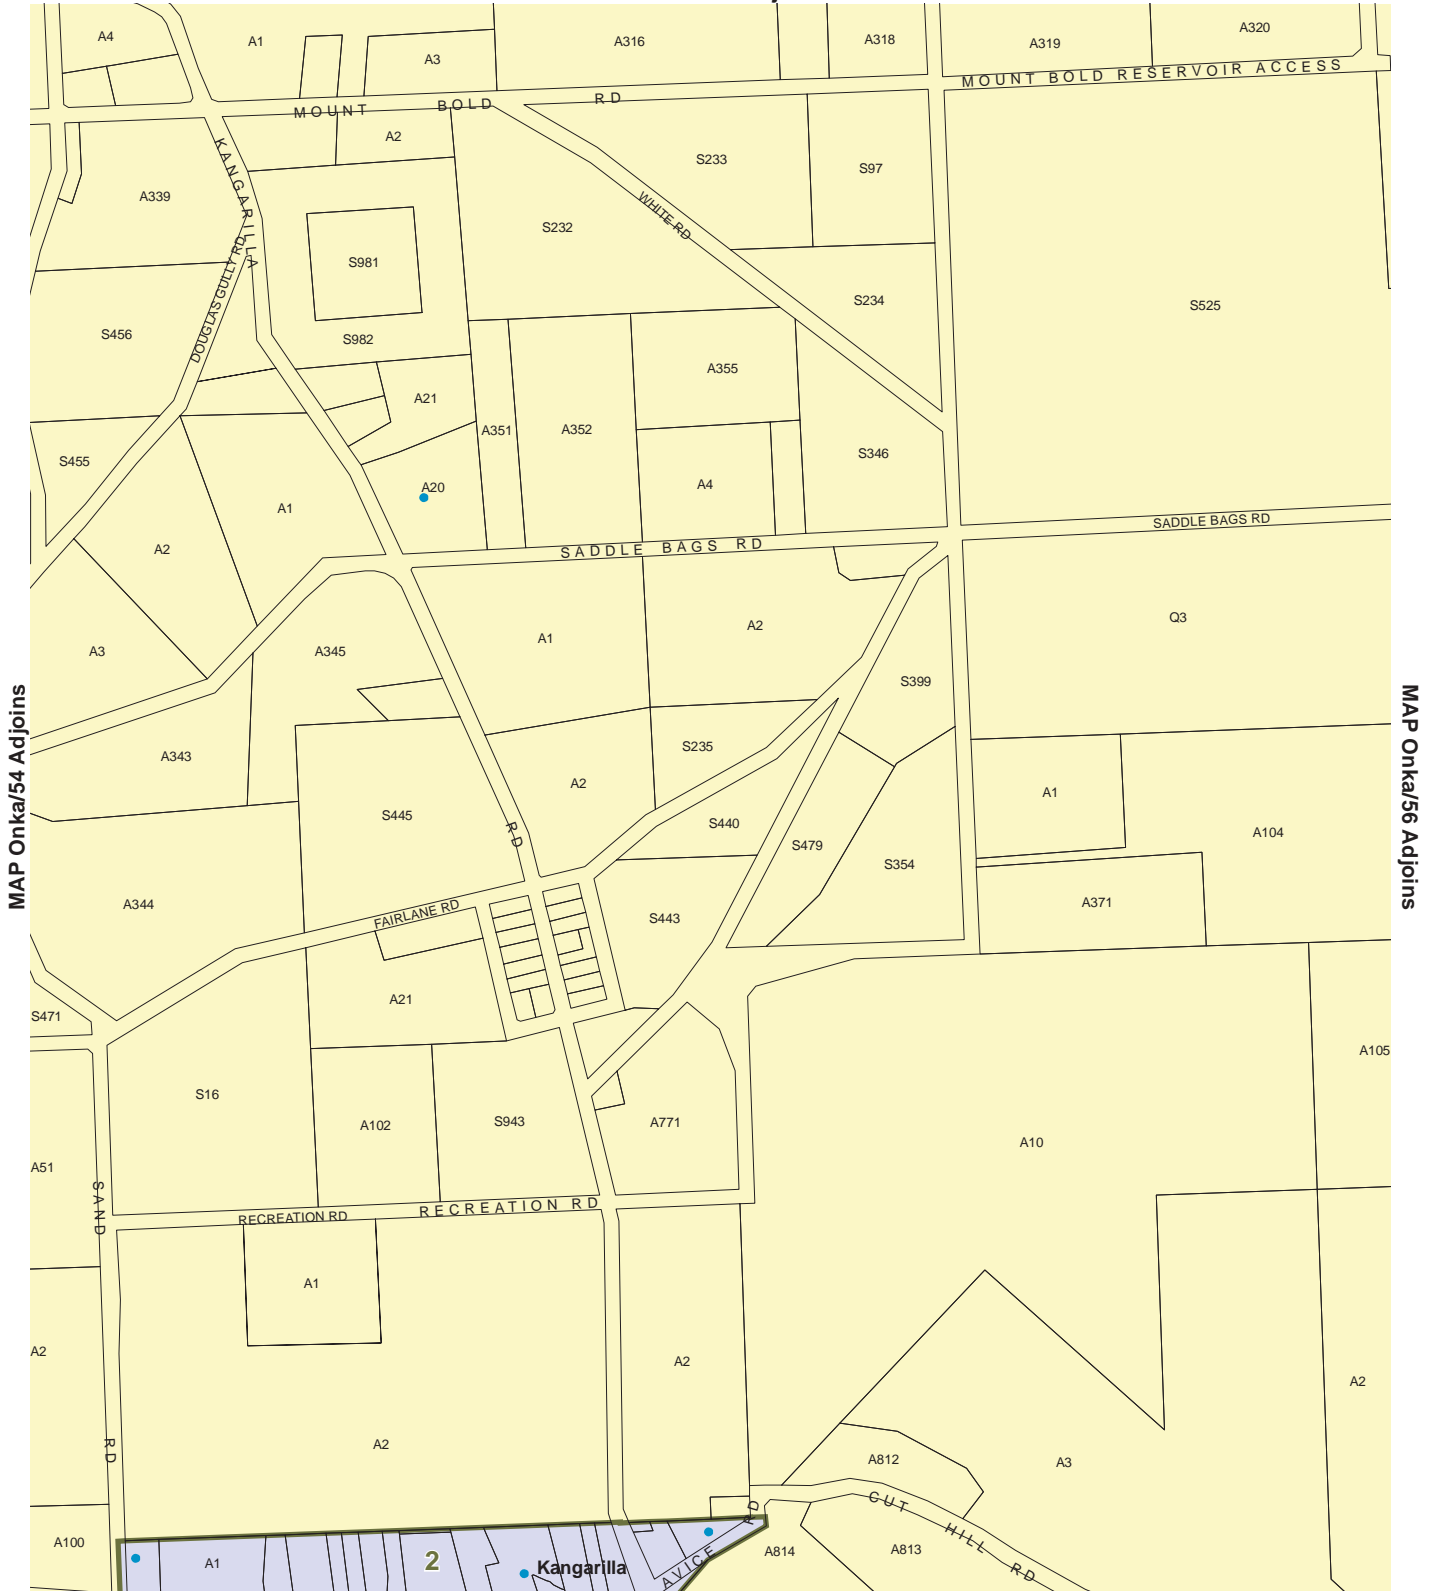 A4
A1
A3
A316
A318
A319
A320
MOUNT BOLD RD
MOUNT BOLD RESERVOIR ACCESS
A2
S233
S97
A339
KANGARILLA
WHITE RD
S232
S981
DOUGLAS GULLY RD
S234
S525
S456
S982
A355
A21
A351
A352
S346
S455
A4
A20
A1
A2
SADDLE BAGS RD
SADDLE BAGS RD
A3
A345
A1
A2
Q3
S399
MAP Onka/54 Adjoins
MAP Onka/56 Adjoins
A343
S235
A2
A1
S445
S440
RD
S479
S354
A104
A344
FAIRLANE RD
S443
A371
A21
S471
A105
S16
A102
S943
A771
A10
A51
SAND
RECREATION RD
RECREATION RD
A1
A2
A2
A2
A2
RD
A812
A3
CUT HILL RD
A100
A1
2
Kangarilla
AVICE RD
A814
A813